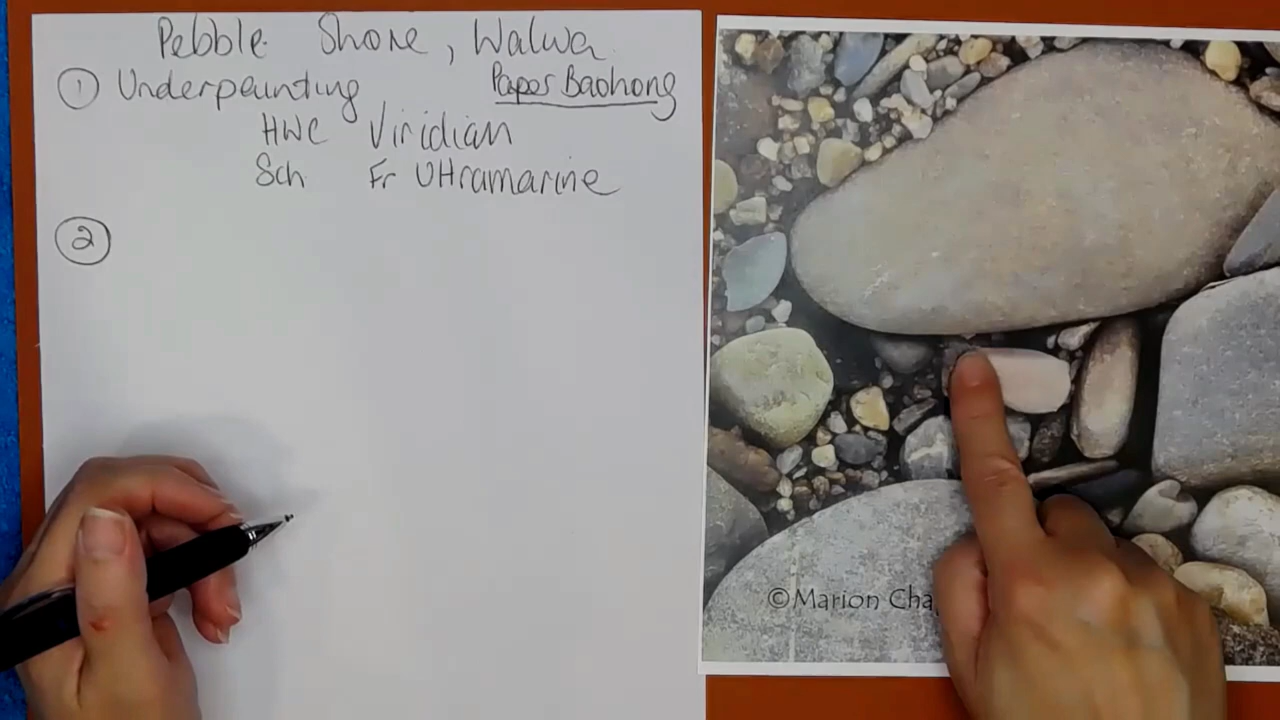 Pebble Shore, Walwa
① Underpainting Paper Baohong
HWC Viridian
Sch Fr Ultramarine
②
©Marion Cha